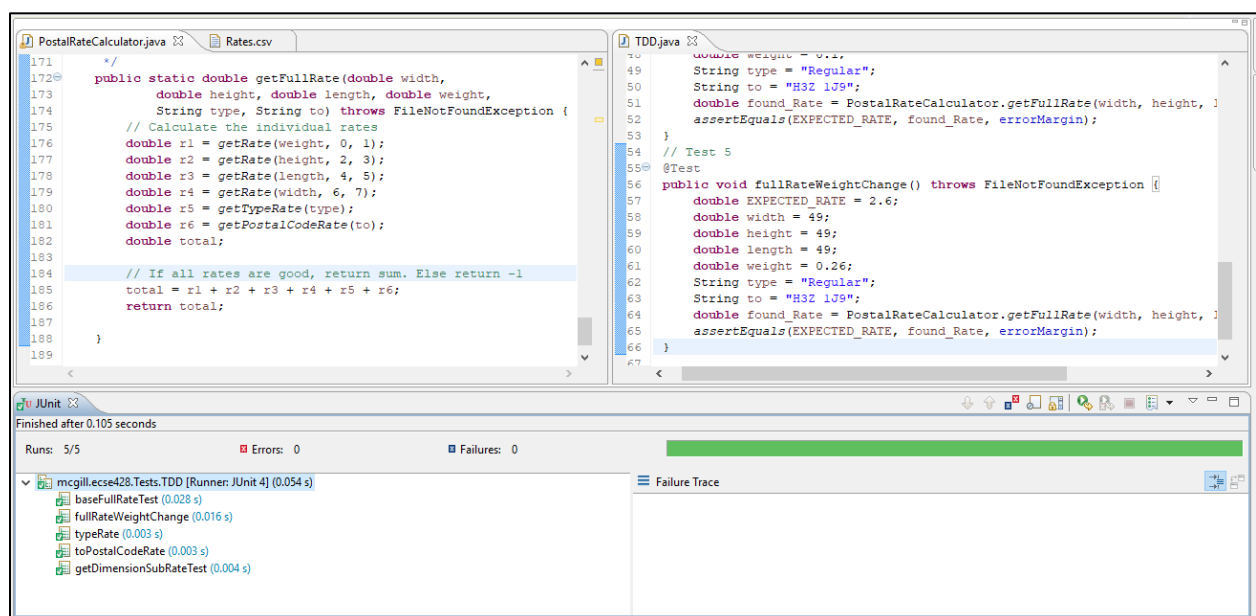 PostalRateCalculator.java
Rates.csv
171 */
172 public static double getFullRate(double width,
173 double height, double length, double weight,
174 String type, String to) throws FileNotFoundException {
175 // Calculate the individual rates
176 double r1 = getRate(weight, 0, 1);
177 double r2 = getRate(height, 2, 3);
178 double r3 = getRate(length, 4, 5);
179 double r4 = getRate(width, 6, 7);
180 double r5 = getTypeRate(type);
181 double r6 = getPostalCodeRate(to);
182 double total;
183
184 // If all rates are good, return sum. Else return -1
185 total = r1 + r2 + r3 + r4 + r5 + r6;
186 return total;
187
188 }
189
TDD.java
48 double weight = 0.1;
49 String type = "Regular";
50 String to = "H3Z 1J9";
51 double found_Rate = PostalRateCalculator.getFullRate(width, height, l
52 assertEquals(EXPECTED_RATE, found_Rate, errorMargin);
53 }
54 // Test 5
55 @Test
56 public void fullRateWeightChange() throws FileNotFoundException {
57 double EXPECTED_RATE = 2.6;
58 double width = 49;
59 double height = 49;
60 double length = 49;
61 double weight = 0.26;
62 String type = "Regular";
63 String to = "H3Z 1J9";
64 double found_Rate = PostalRateCalculator.getFullRate(width, height, l
65 assertEquals(EXPECTED_RATE, found_Rate, errorMargin);
66 }
67
JUnit
Finished after 0.105 seconds
Runs: 5/5 Errors: 0 Failures: 0
mcgill.ecse428.Tests.TDD [Runner: JUnit 4] (0.054 s)
baseFullRateTest (0.028 s)
fullRateWeightChange (0.016 s)
typeRate (0.003 s)
toPostalCodeRate (0.003 s)
getDimensionSubRateTest (0.004 s)
Failure Trace